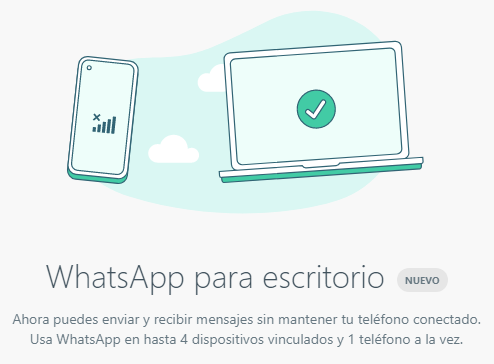 WhatsApp para escritorio NUEVO
Ahora puedes enviar y recibir mensajes sin mantener tu teléfono conectado.
Usa WhatsApp en hasta 4 dispositivos vinculados y 1 teléfono a la vez.